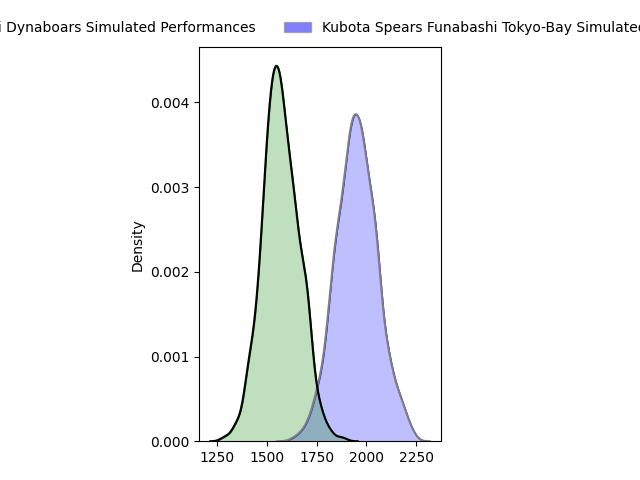 i Dynaboars Simulated Performances
Kubota Spears Funabashi Tokyo-Bay Simulated
0.004
0.003
0.002
0.001
0.000
Density
1250 1500 1750 2000 2250